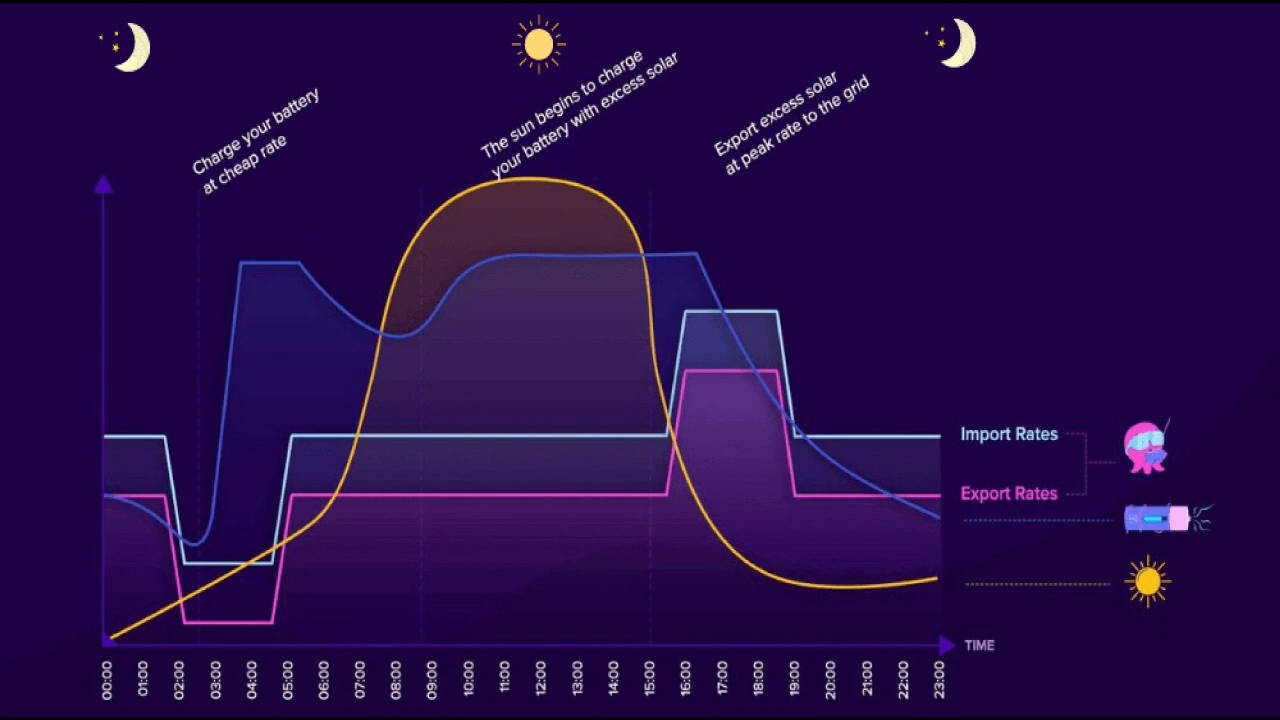 Charge your battery
at cheap rate
The sun begins to charge
your battery with excess solar
Export excess solar
at peak rate to the grid
Import Rates
Export Rates
TIME
00:00
01:00
02:00
03:00
04:00
05:00
06:00
07:00
08:00
09:00
10:00
11:00
12:00
13:00
14:00
15:00
16:00
17:00
18:00
19:00
20:00
21:00
22:00
23:00